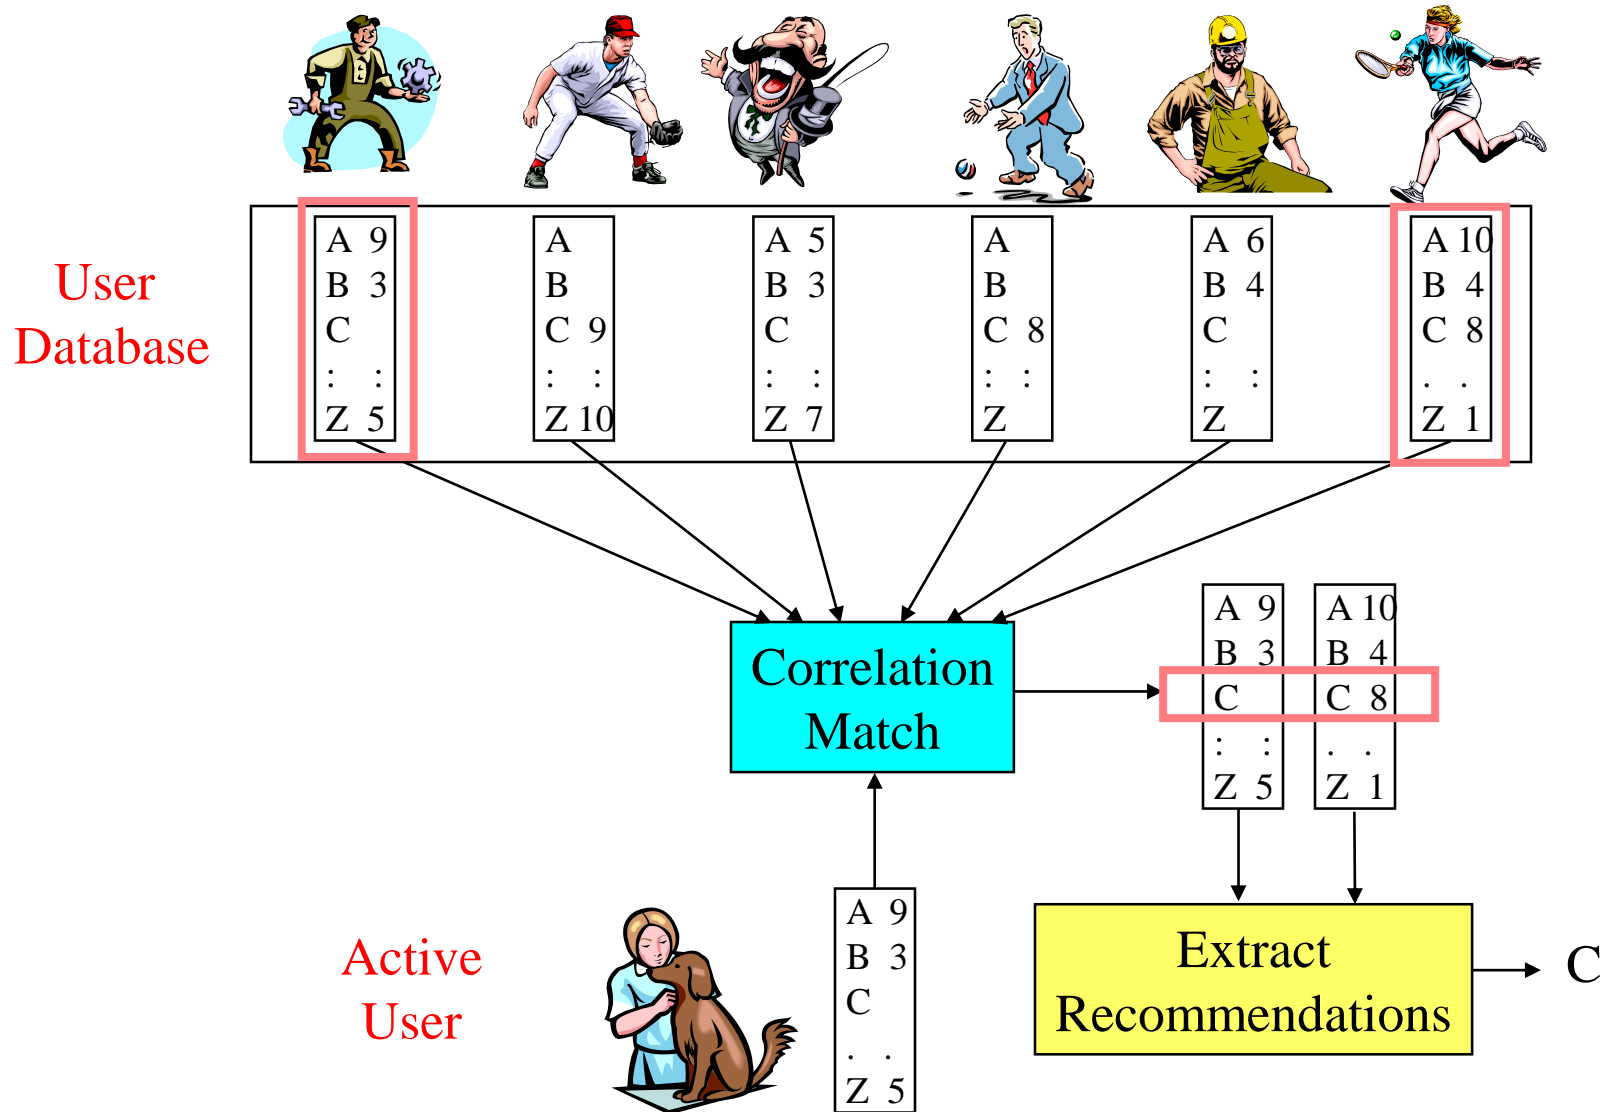 User
Database
A 9
B 3
C
: :
Z 5
A
B
C 9
: :
Z 10
A 5
B 3
C
: :
Z 7
A
B
C 8
: :
Z
A 6
B 4
C
: :
Z
A 10
B 4
C 8
. .
Z 1
Correlation
Match
A 9
B 3
C
: :
Z 5
A 10
B 4
C 8
. .
Z 1
Active
User
A 9
B 3
C
. .
Z 5
Extract
Recommendations
C